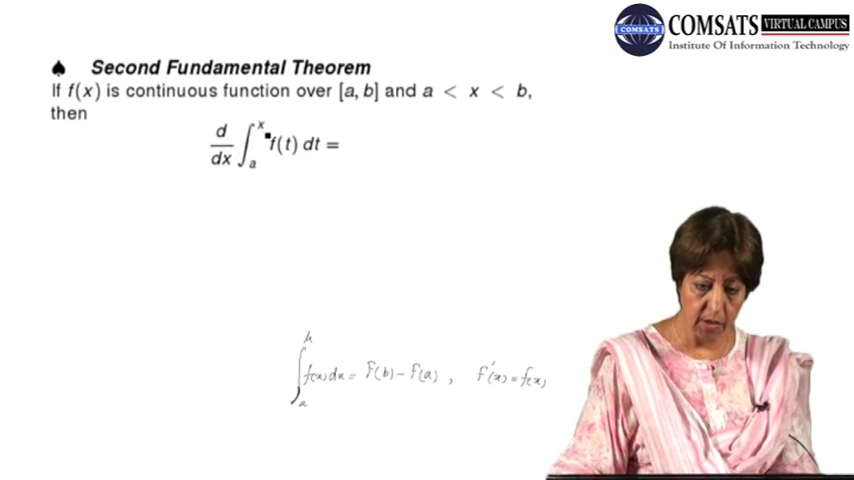 COMSATS VIRTUAL CAMPUS
COMSATS
Institute Of Information Technology
♠ Second Fundamental Theorem
If f(x) is continuous function over [a, b] and a < x < b,
then
d/dx ∫_a^x f(t) dt =
∫_a^b f(x) dx = F(b) − F(a) , F′(x) = f(x)